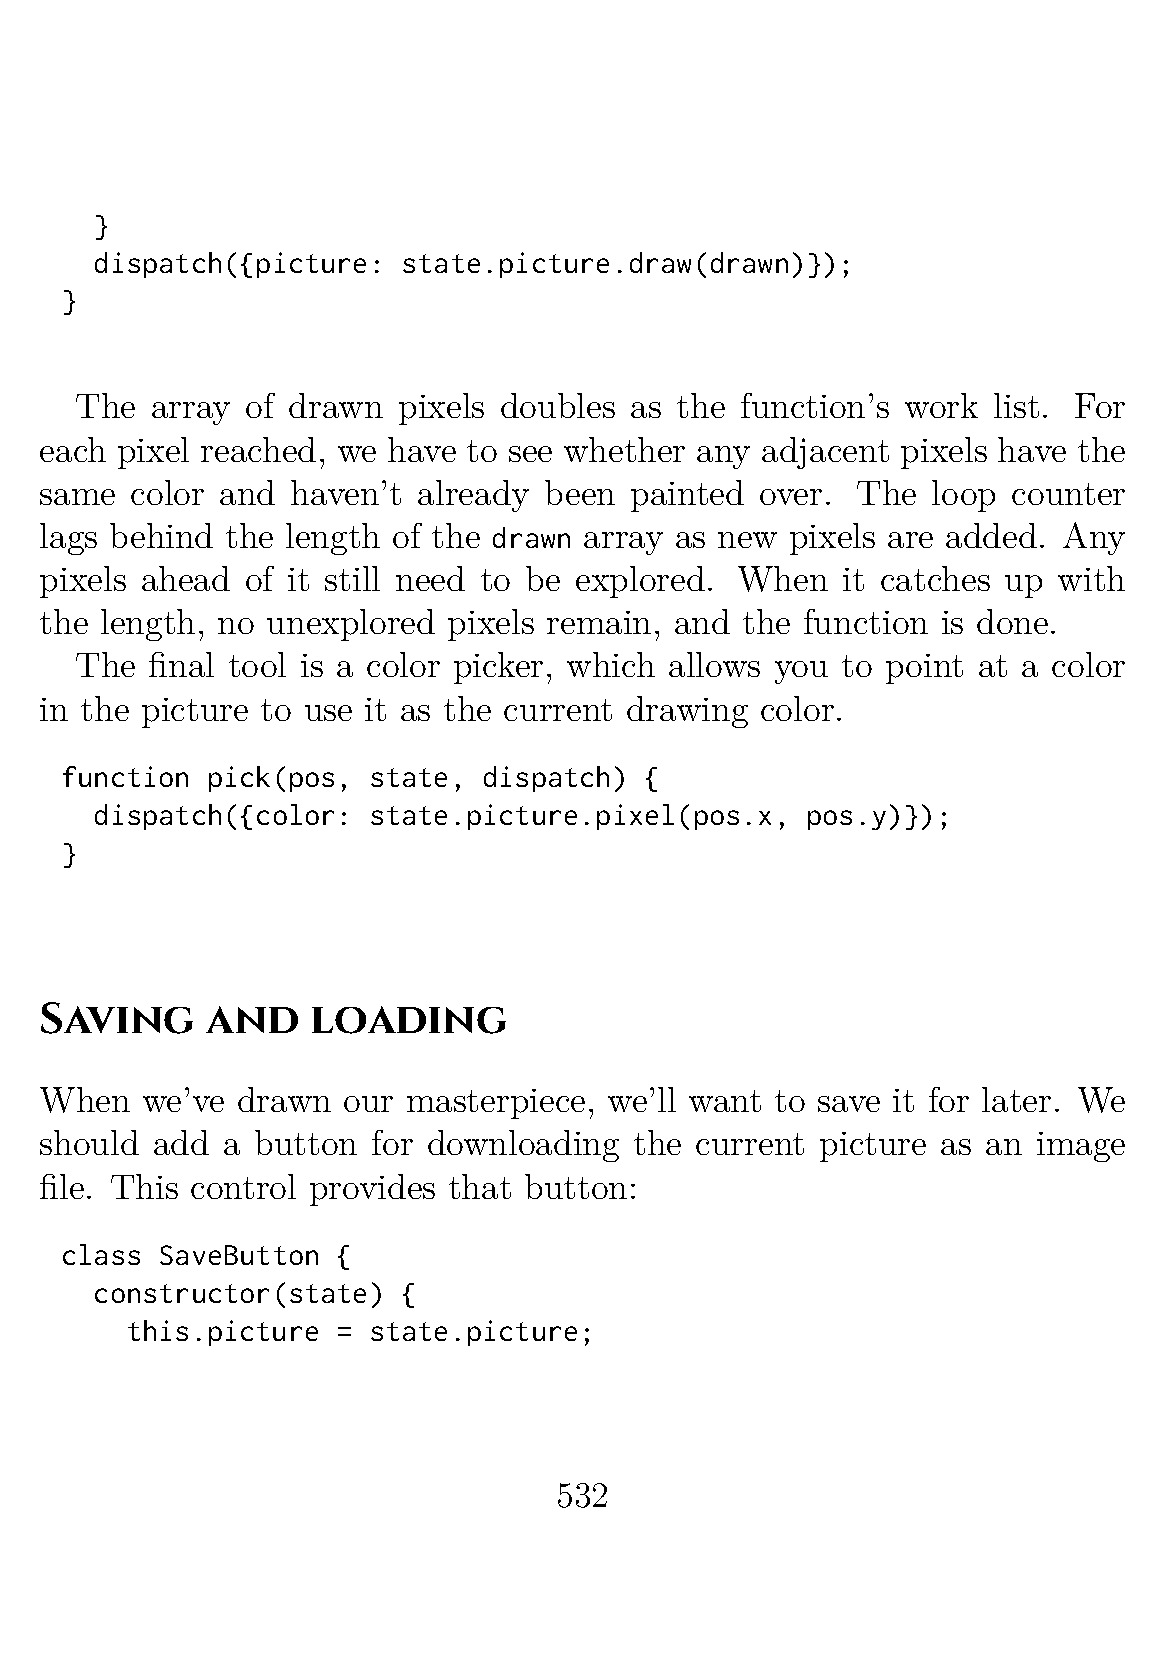 }
dispatch({picture: state.picture.draw(drawn)});
}
The array of drawn pixels doubles as the function's work list. For
each pixel reached, we have to see whether any adjacent pixels have the
same color and haven't already been painted over. The loop counter
lags behind the length of the drawn array as new pixels are added. Any
pixels ahead of it still need to be explored. When it catches up with
the length, no unexplored pixels remain, and the function is done.
The final tool is a color picker, which allows you to point at a color
in the picture to use it as the current drawing color.
function pick(pos, state, dispatch) {
  dispatch({color: state.picture.pixel(pos.x, pos.y)});
}
Saving and loading
When we've drawn our masterpiece, we'll want to save it for later. We
should add a button for downloading the current picture as an image
file. This control provides that button:
class SaveButton {
  constructor(state) {
    this.picture = state.picture;
532